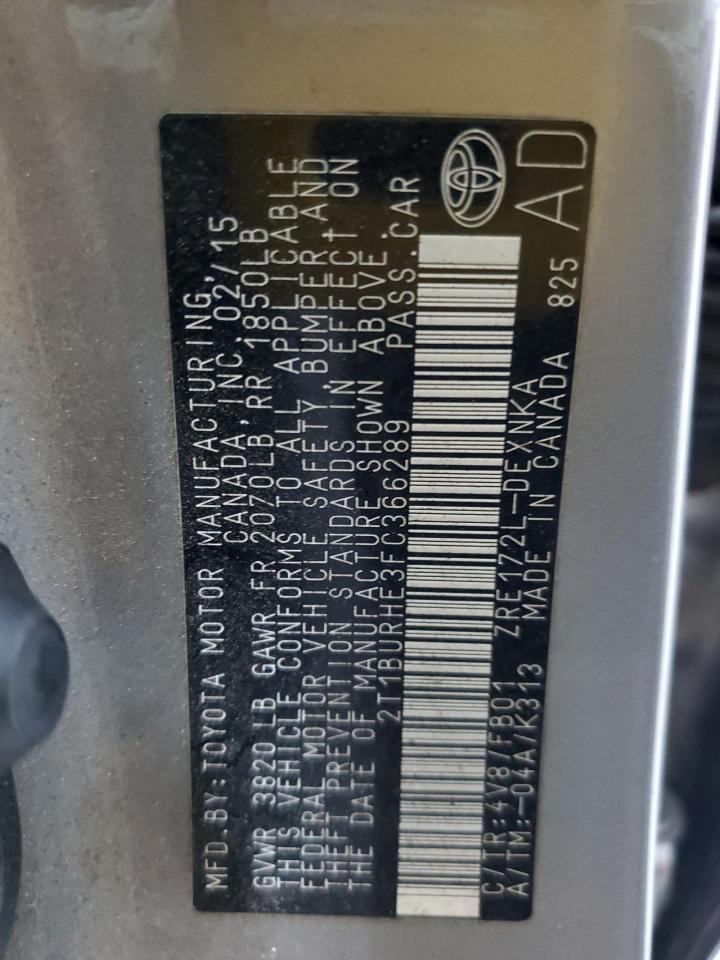 MFD.BY:TOYOTA MOTOR MANUFACTURING,
CANADA, INC. 02/15
GVWR 3820 LB GAWR FR 2070LB, RR 1850LB
THIS VEHICLE CONFORMS TO ALL APPLICABLE
FEDERAL MOTOR VEHICLE SAFETY,BUMPER,AND
THEFT PREVENTION STANDARDS IN EFFECT ON
THE DATE OF MANUFACTURE SHOWN ABOVE.
2T1BURHE3FC366289 PASS.CAR
C/TR:4V8/FB01 ZRE172L-DEXNKA
A/TM:-04A/K313 MADE IN CANADA 825
AD